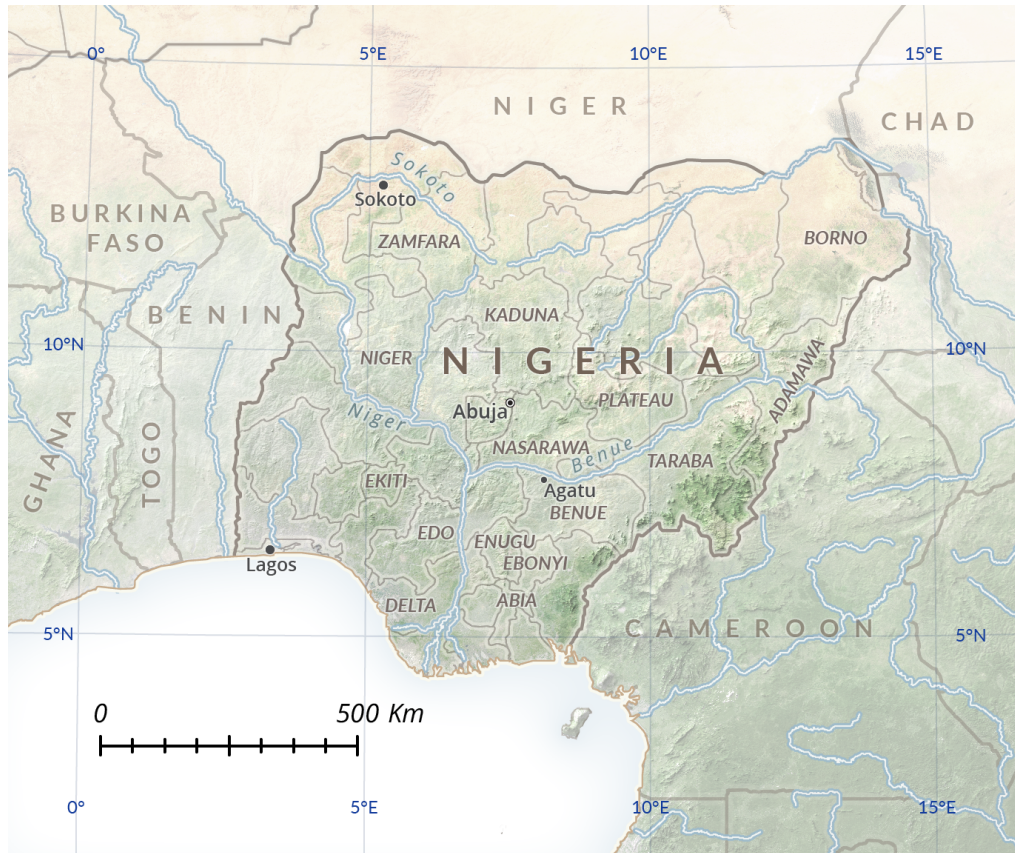 0°
5°E
10°E
15°E
NIGER
CHAD
Sokoto
Sokoto
BURKINA
FASO
ZAMFARA
BORNO
BENIN
KADUNA
10°N
10°N
NIGER
NIGERIA
ADAMAWA
PLATEAU
Abuja
Niger
GHANA
TOGO
NASARAWA
Benue
TARABA
EKITI
Agatu
BENUE
EDO
ENUGU
EBONYI
Lagos
DELTA
ABIA
CAMEROON
5°N
5°N
0
500 Km
0°
5°E
10°E
15°E